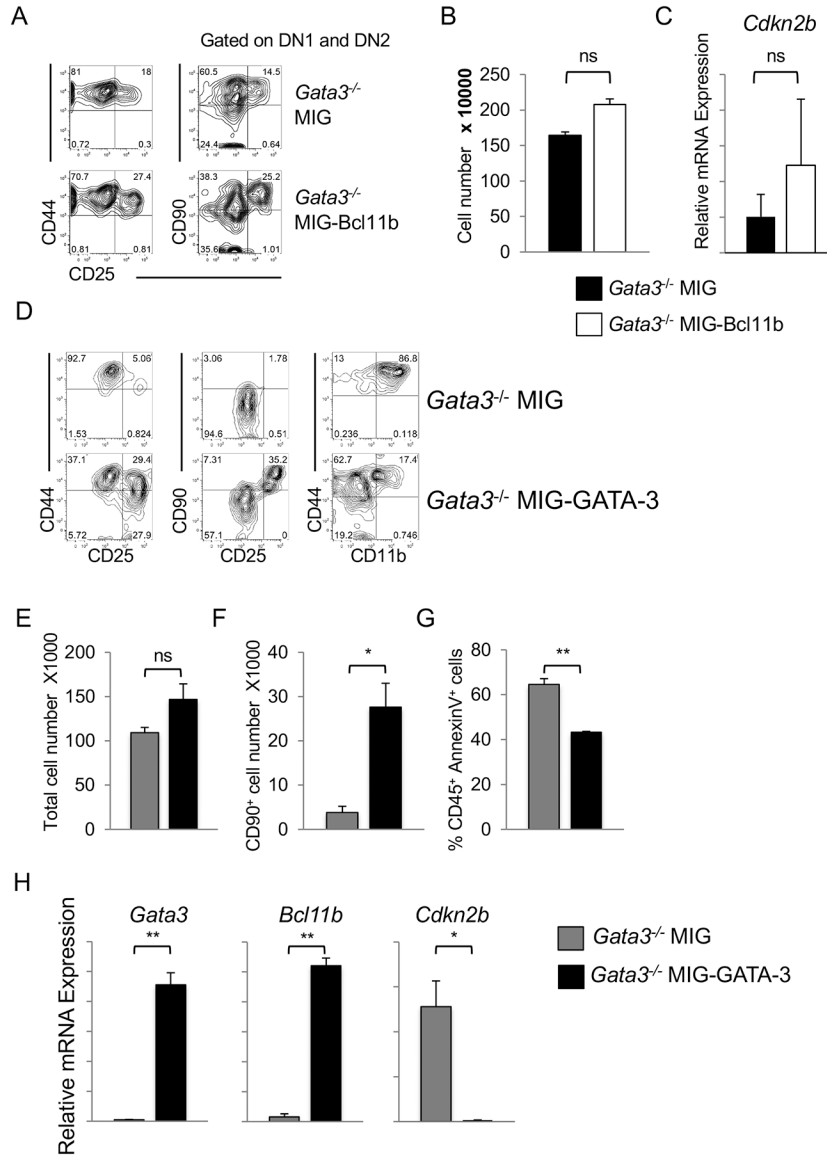 A
Gated on DN1 and DN2
81 18
0.72 0.3
60.5 14.5
24.4 0.64
Gata3-/-
MIG
70.7 27.4
0.81 0.81
38.3 25.2
35.6 1.01
Gata3-/-
MIG-Bcl11b
CD44
CD90
CD25
B
Cell number x 10000
250
200
150
100
50
0
ns
C
Cdkn2b
Relative mRNA Expression
ns
Gata3-/- MIG
Gata3-/- MIG-Bcl11b
D
92.7 5.06
1.53 0.824
3.06 1.78
94.6 0.51
13 86.8
0.236 0.118
Gata3-/- MIG
37.1 29.4
5.72 27.9
7.31 35.2
57.1 0
62.7 17.4
19.2 0.746
Gata3-/- MIG-GATA-3
CD44
CD90
CD44
CD25
CD25
CD11b
E
Total cell number X1000
200
150
100
50
0
ns
F
CD90+ cell number X1000
40
30
20
10
0
*
G
% CD45+ AnnexinV+ cells
80
60
40
20
0
**
H
Relative mRNA Expression
Gata3
**
Bcl11b
**
Cdkn2b
*
Gata3-/- MIG
Gata3-/- MIG-GATA-3